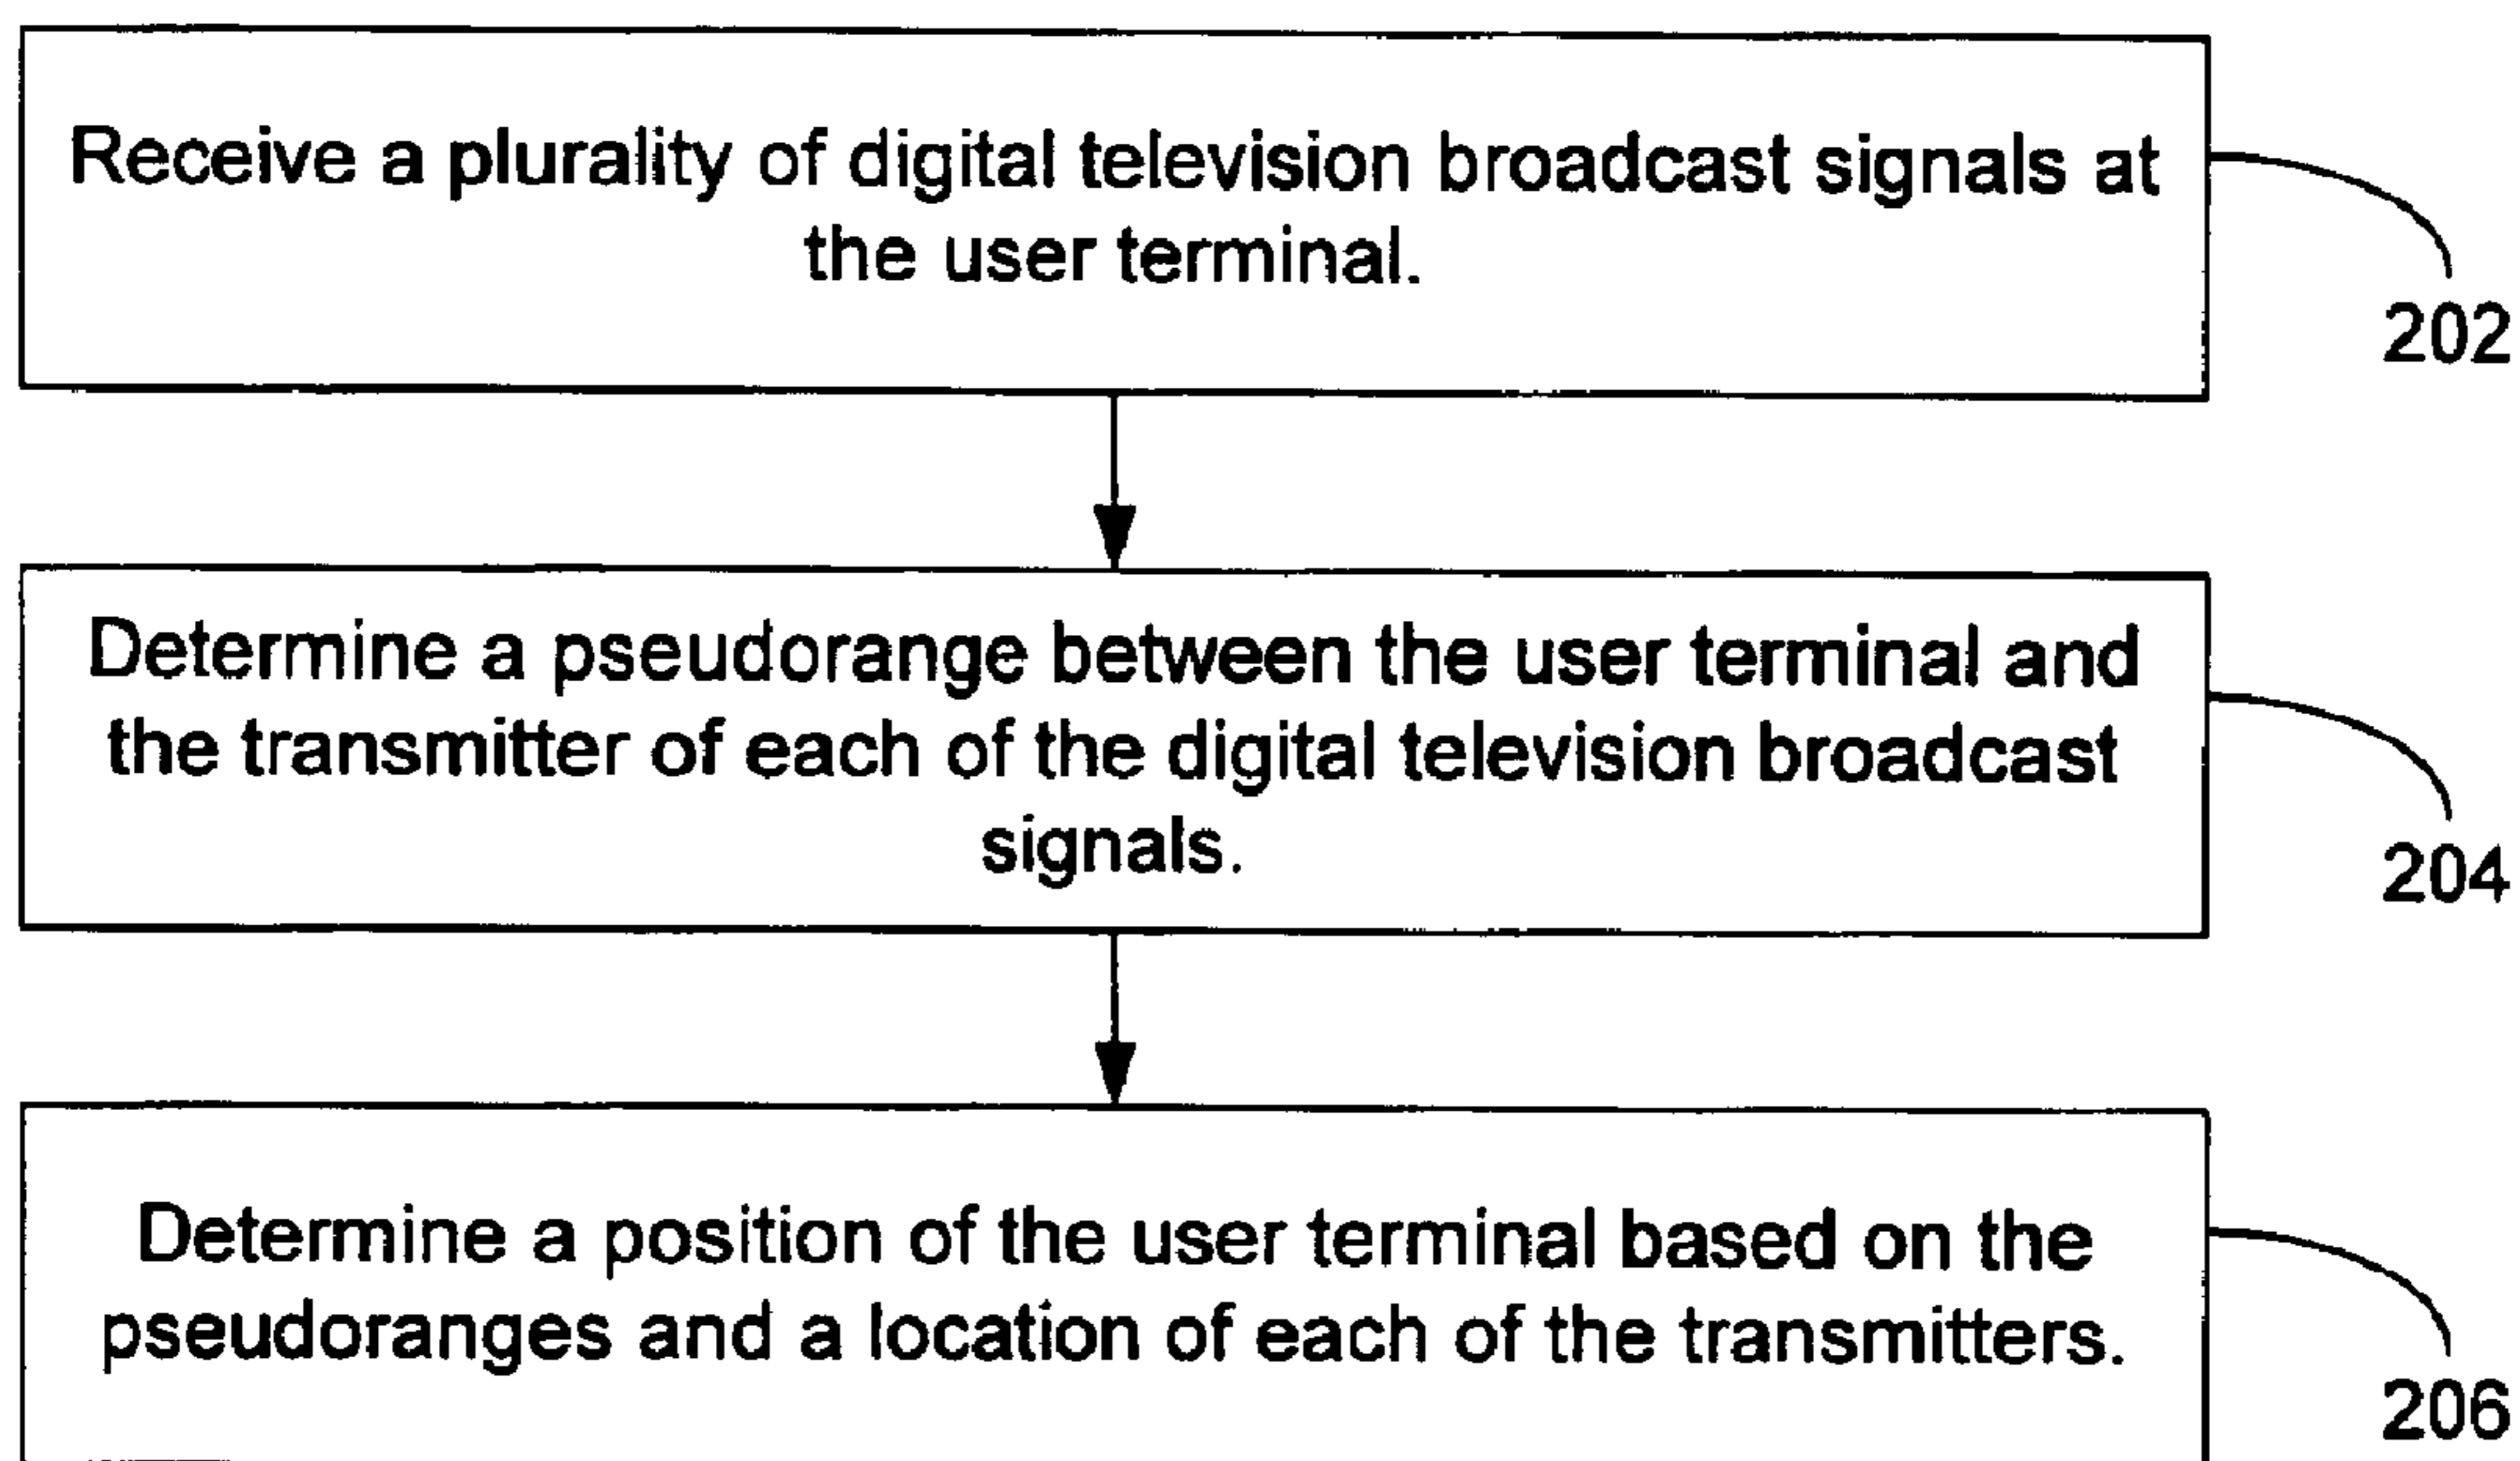 Receive a plurality of digital television broadcast signals at
the user terminal.
202
Determine a pseudorange between the user terminal and
the transmitter of each of the digital television broadcast
signals.
204
Determine a position of the user terminal based on the
pseudoranges and a location of each of the transmitters.
206